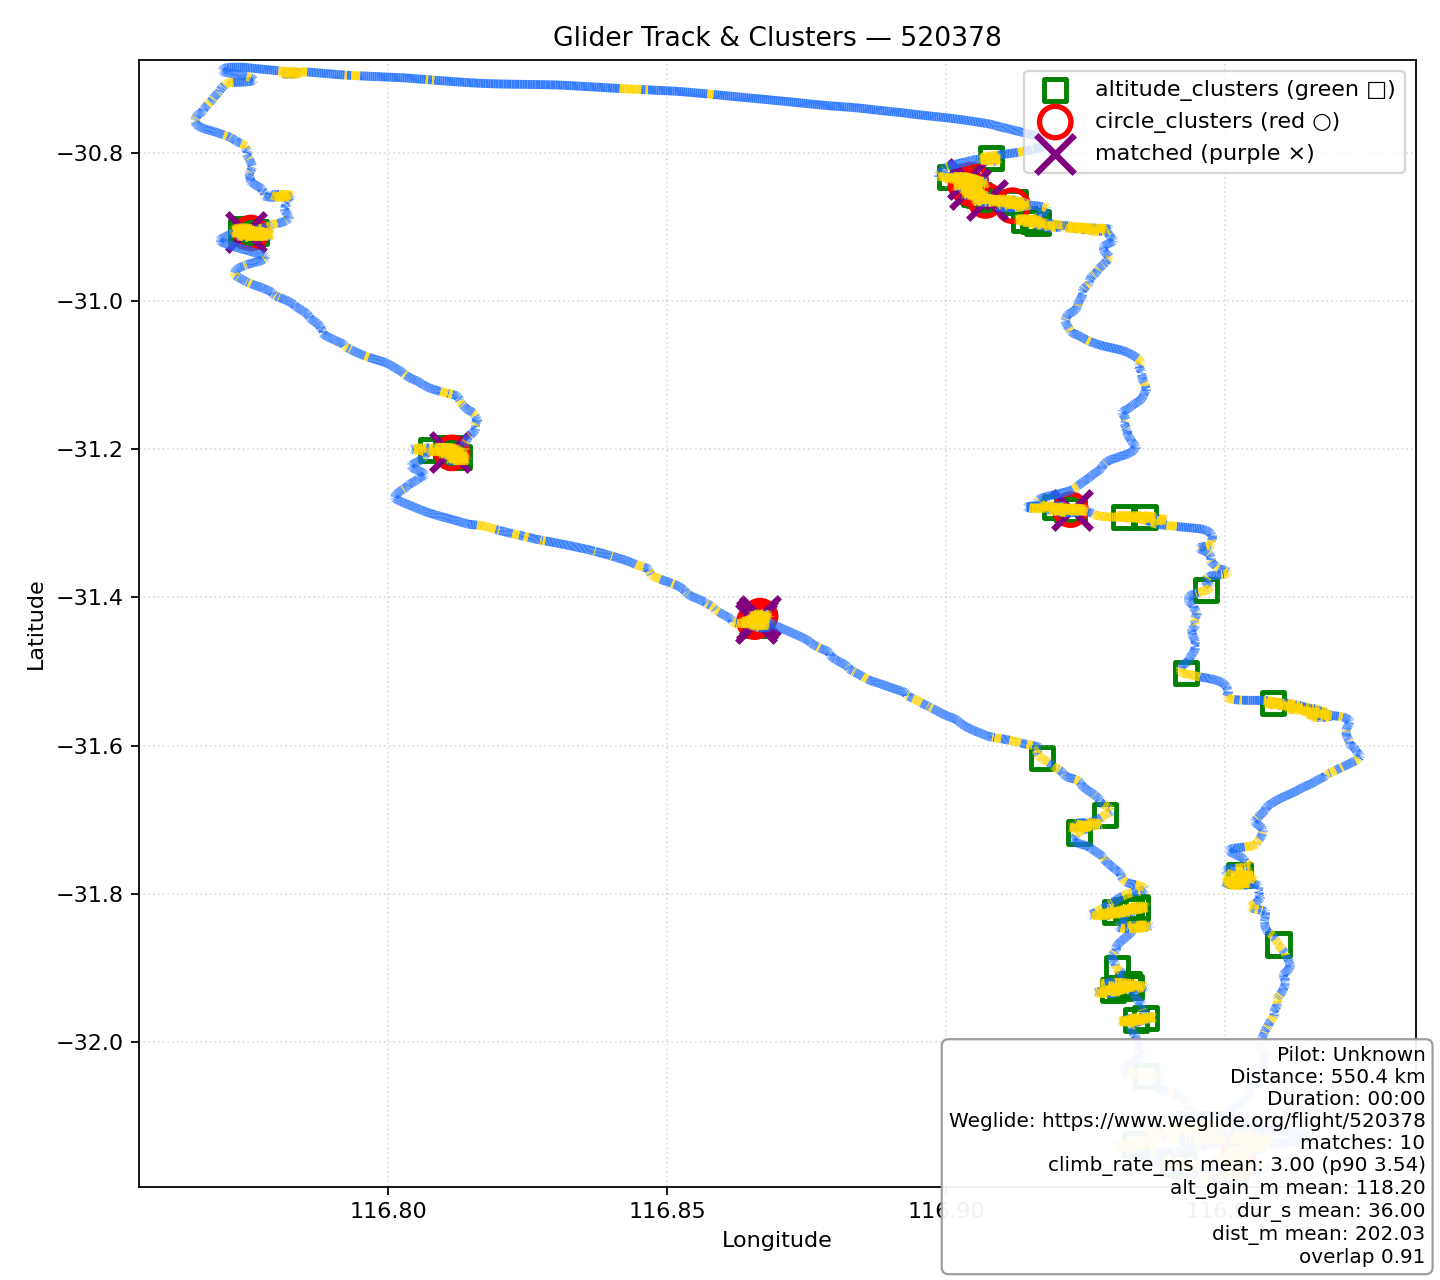 Glider Track & Clusters — 520378
altitude_clusters (green □)
circle_clusters (red ○)
matched (purple ×)
−30.8
−31.0
−31.2
−31.4
−31.6
−31.8
−32.0
Latitude
116.80
116.85
116.90
Longitude
Pilot: Unknown
Distance: 550.4 km
Duration: 00:00
Weglide: https://www.weglide.org/flight/520378
matches: 10
climb_rate_ms mean: 3.00 (p90 3.54)
alt_gain_m mean: 118.20
dur_s mean: 36.00
dist_m mean: 202.03
overlap 0.91